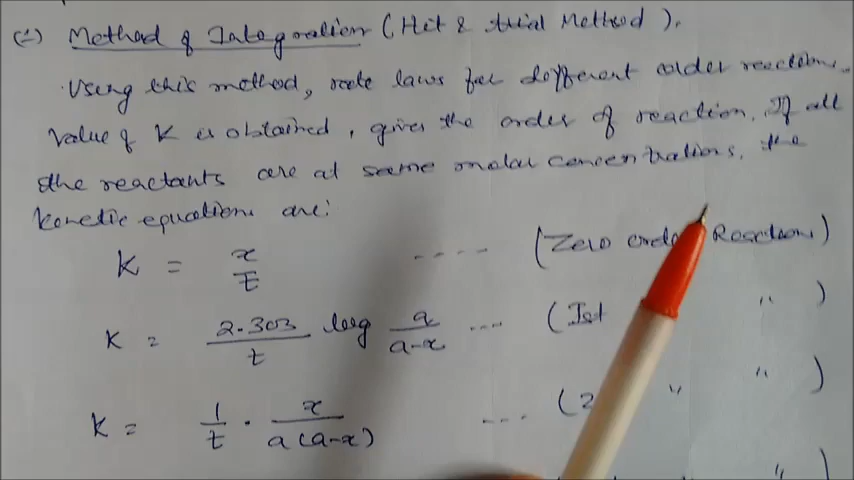 (i) Method of Integration (Hit & trial Method).
Using this method, rate laws for different order reactions.
Value of K is obtained, gives the order of reaction. If all
the reactants are at same molar concentrations, the
kinetic equations are:
K = x/t .... (Zero order Reaction)
K = 2.303/t log a/a-x ... (Ist " )
K = 1/t · x/a(a-x) .... (2 " " )
" )